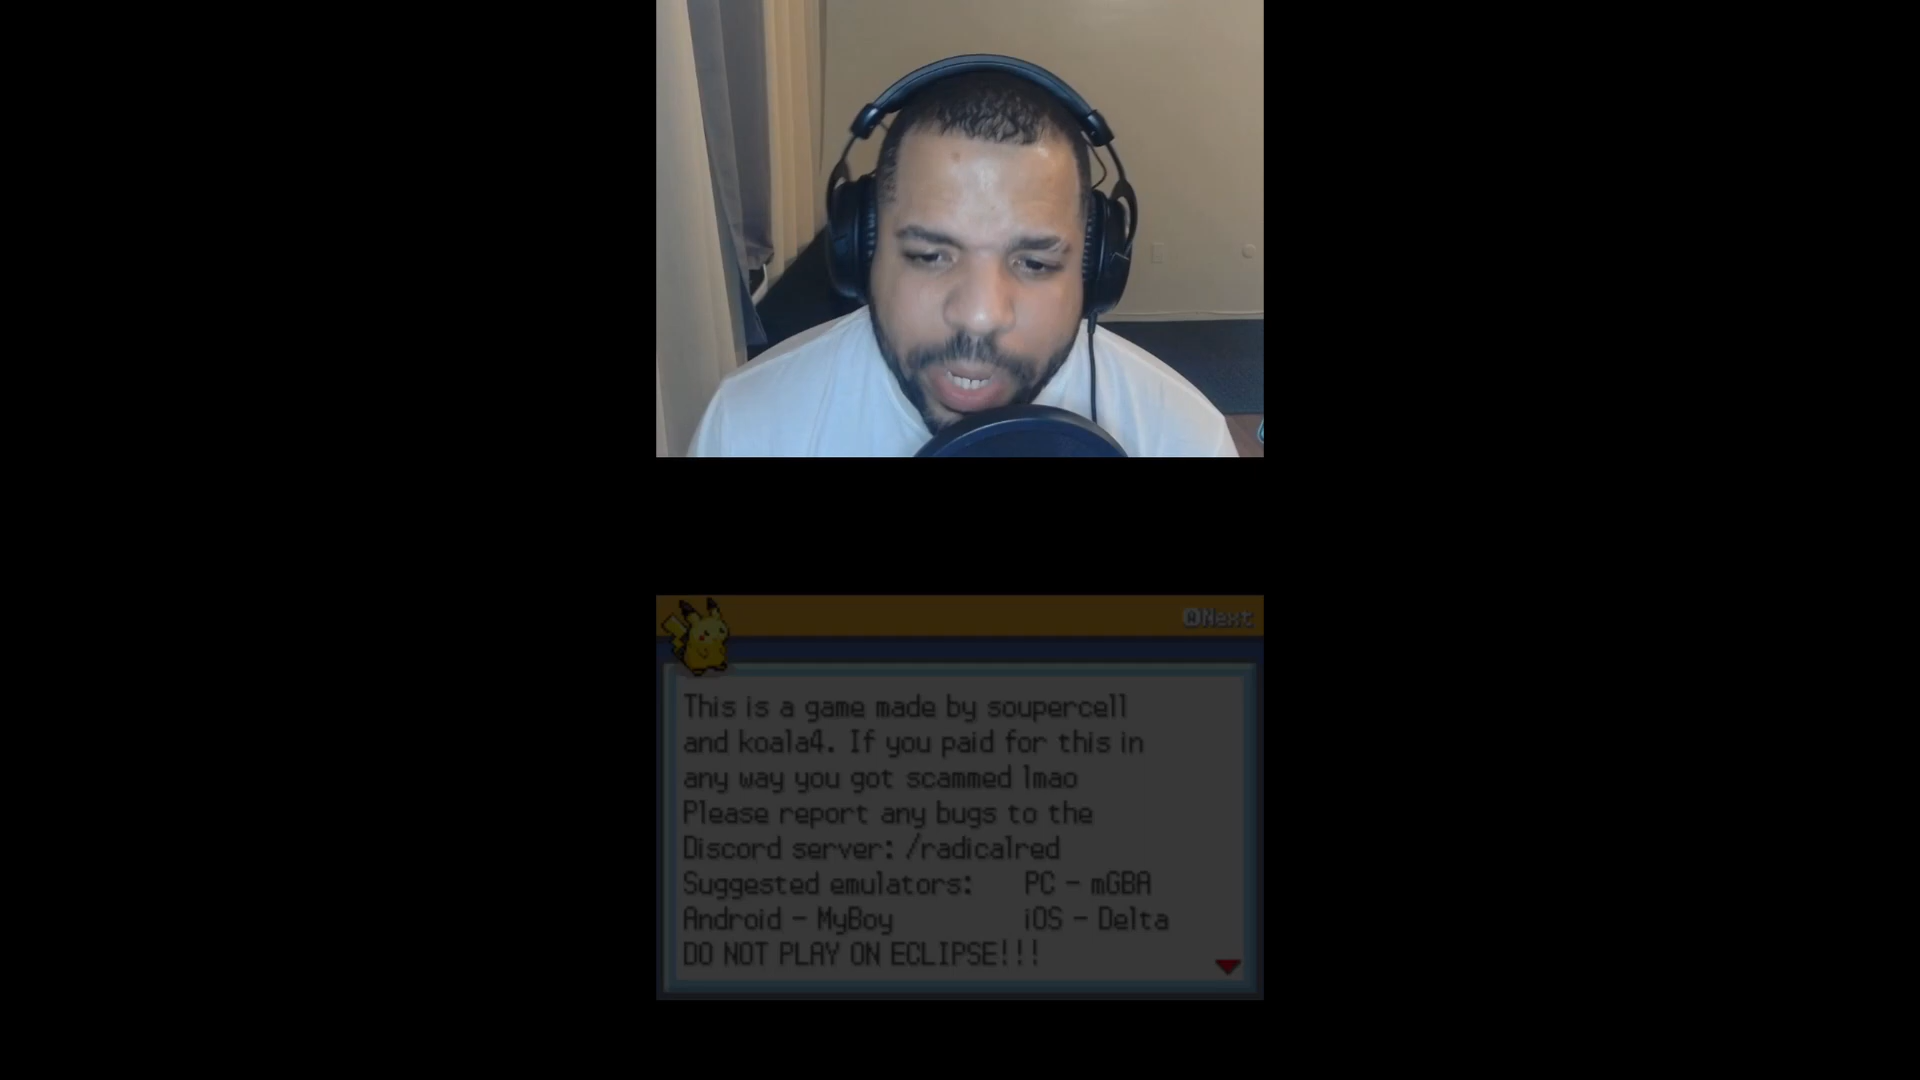 Next
This is a game made by soupercell
and koala4. If you paid for this in
any way you got scammed lmao
Please report any bugs to the
Discord server: /radicalred
Suggested emulators: PC - mGBA
Android - MyBoy iOS - Delta
DO NOT PLAY ON ECLIPSE!!!